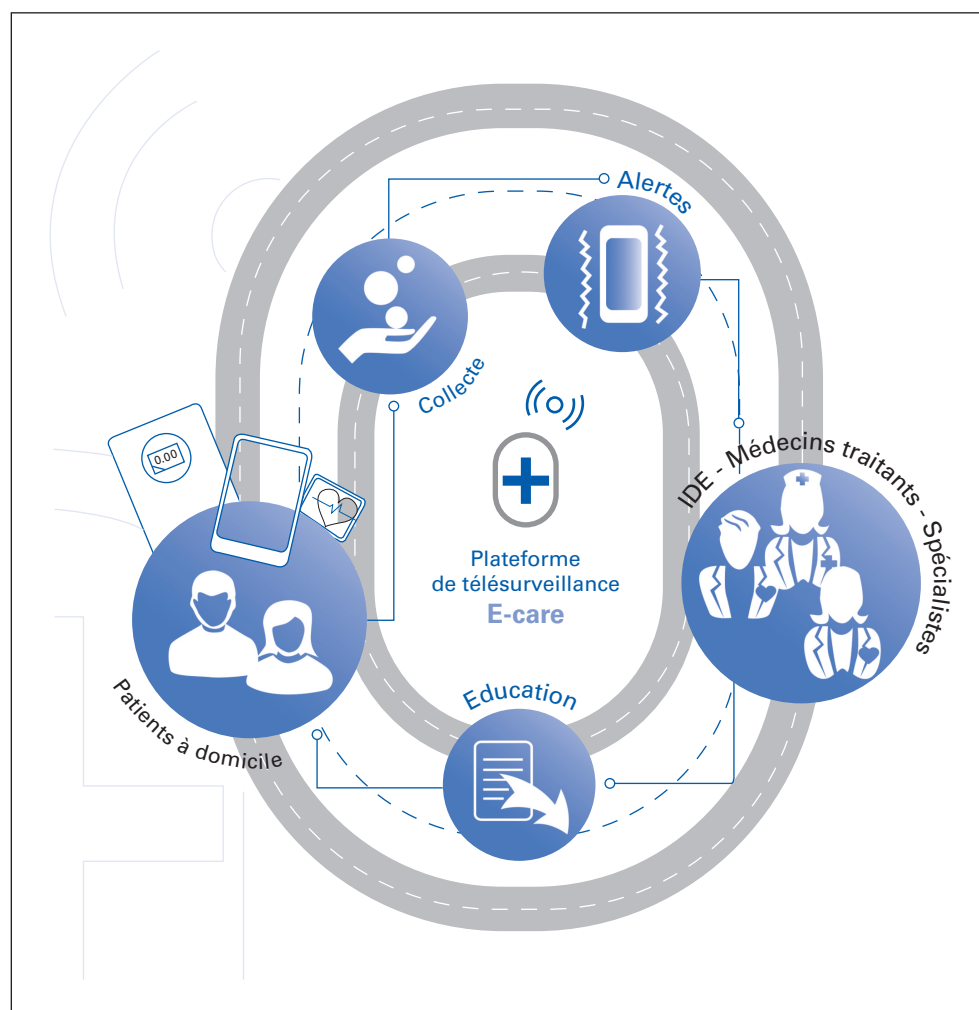 Alertes
Collecte
0.00
IDE - Médecins traitants - Spécialistes
Plateforme
de télésurveillance
E-care
Education
Patients à domicile